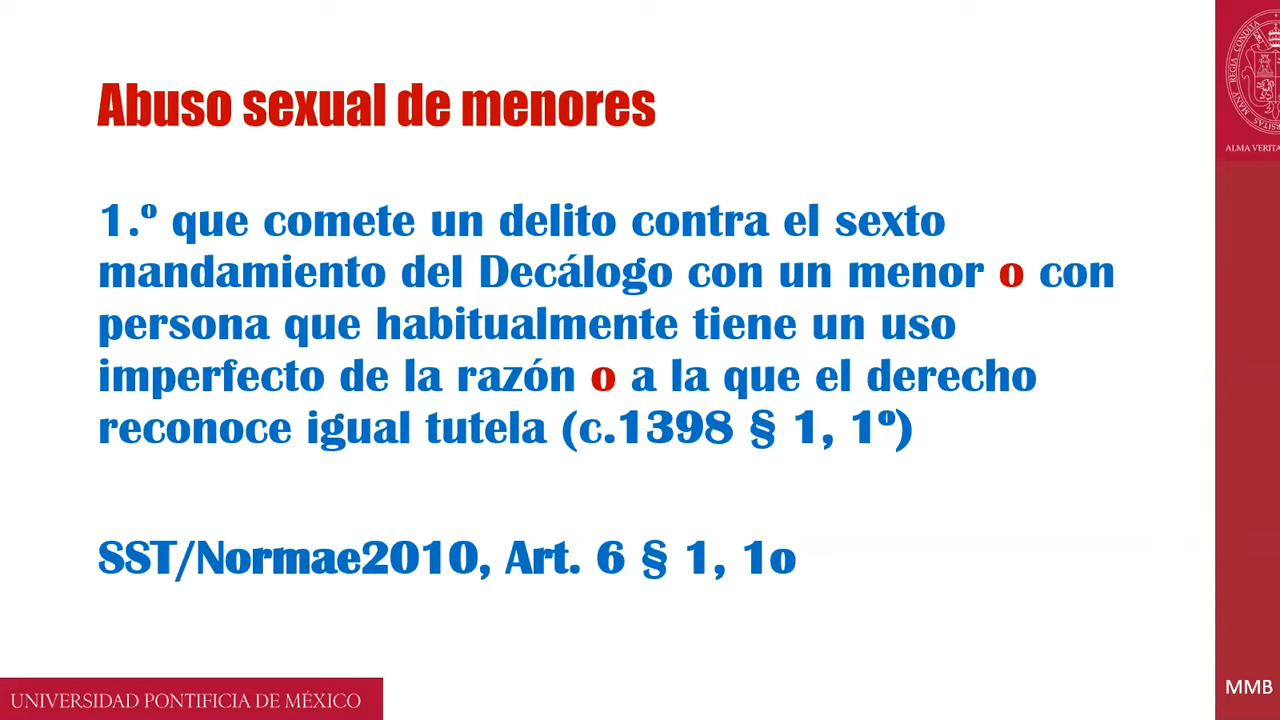 Abuso sexual de menores
1.º que comete un delito contra el sexto
mandamiento del Decálogo con un menor o con
persona que habitualmente tiene un uso
imperfecto de la razón o a la que el derecho
reconoce igual tutela (c.1398 § 1, 1º)
SST/Normae2010, Art. 6 § 1, 1o
UNIVERSIDAD PONTIFICIA DE MÉXICO
ALMA VERITA
MMB